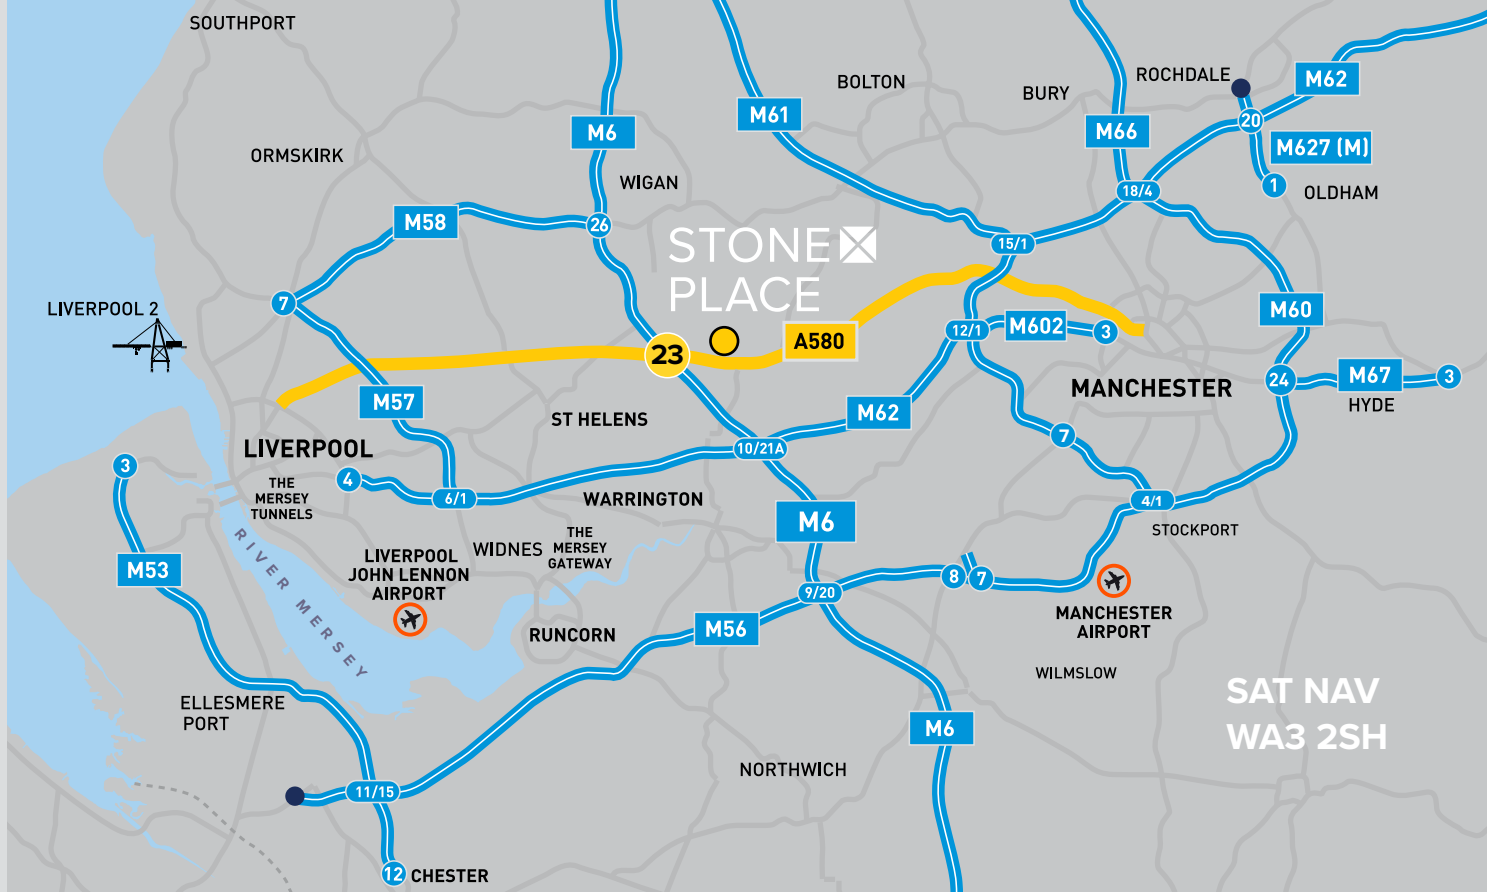 SOUTHPORT
BOLTON
ROCHDALE
M62
BURY
M61
M6
M66
20
M627 (M)
ORMSKIRK
WIGAN
18/4
1
OLDHAM
M58
26
STONE
PLACE
15/1
7
LIVERPOOL 2
M60
12/1
M602
3
A580
23
MANCHESTER
24
M67
3
HYDE
M57
ST HELENS
M62
7
LIVERPOOL
10/21A
3
4
THE
MERSEY
TUNNELS
6/1
WARRINGTON
4/1
M6
STOCKPORT
RIVER MERSEY
WIDNES
THE
MERSEY
GATEWAY
LIVERPOOL
JOHN LENNON
AIRPORT
M53
8
7
9/20
MANCHESTER
AIRPORT
RUNCORN
M56
WILMSLOW
SAT NAV
WA3 2SH
ELLESMERE
PORT
M6
NORTHWICH
11/15
12
CHESTER